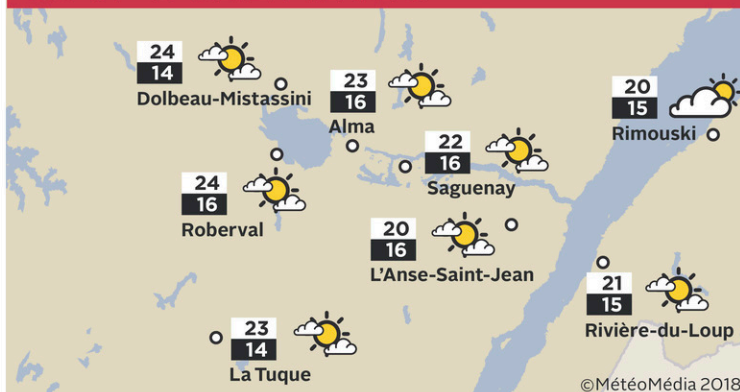 24
14
Dolbeau-Mistassini
23
16
Alma
20
15
Rimouski
22
16
Saguenay
24
16
Roberval
20
16
L'Anse-Saint-Jean
21
15
Rivière-du-Loup
23
14
La Tuque
©MétéoMédia 2018